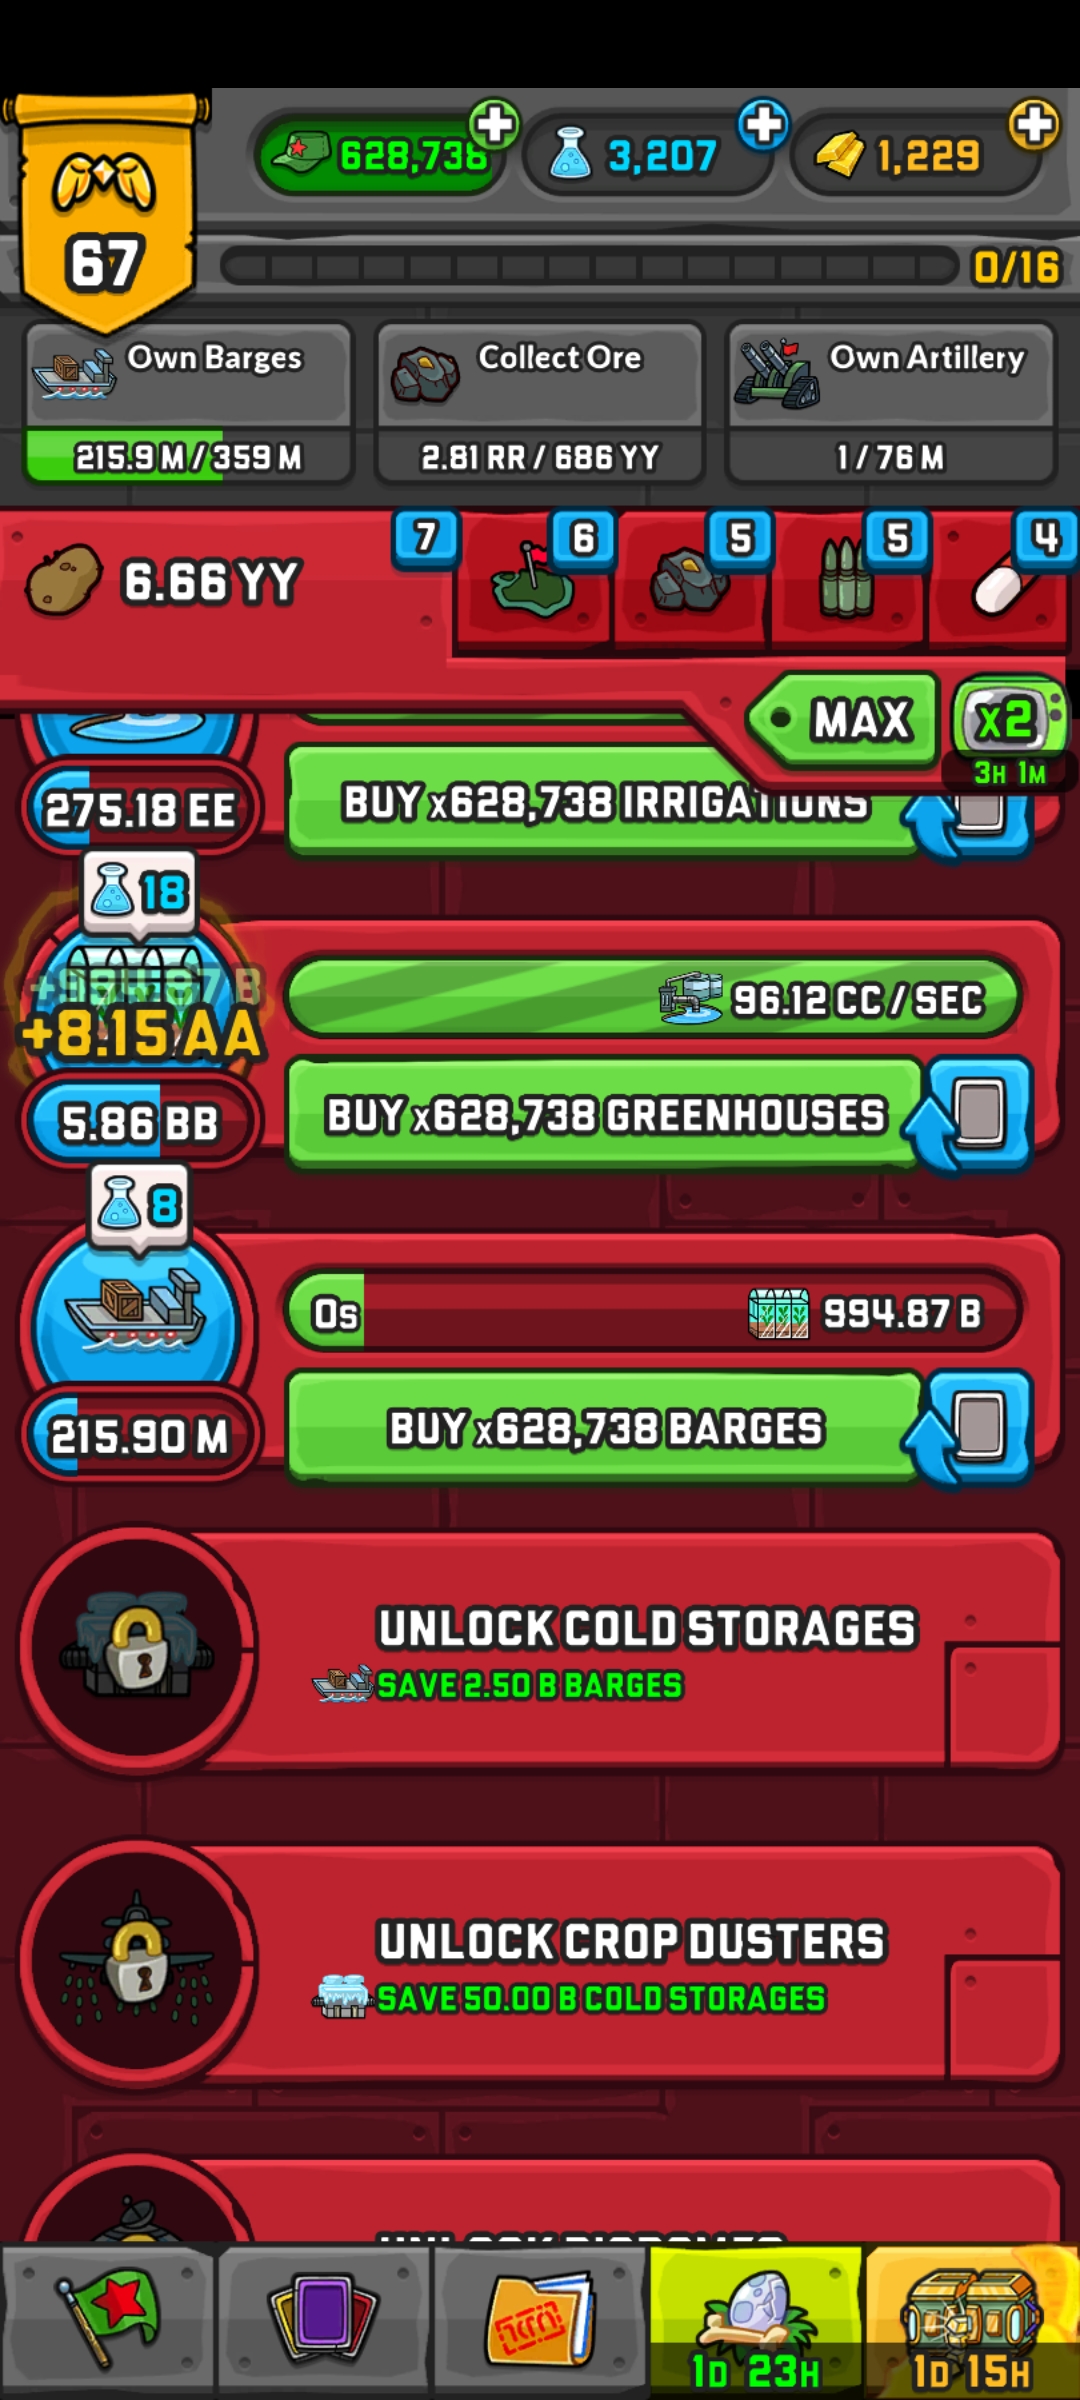 628,738
3,207
1,229
67
0/16
Own Barges
215.9 M / 359 M
Collect Ore
2.81 RR / 686 YY
Own Artillery
1 / 76 M
6.66 YY
7
6
5
5
4
MAX
x2
3H 1M
275.18 EE
BUY x628,738 IRRIGATIONS
18
+994.87 B
+8.15 AA
96.12 CC / SEC
5.86 BB
BUY x628,738 GREENHOUSES
8
0s
994.87 B
215.90 M
BUY x628,738 BARGES
UNLOCK COLD STORAGES
SAVE 2.50 B BARGES
UNLOCK CROP DUSTERS
SAVE 50.00 B COLD STORAGES
1D 23H
1D 15H